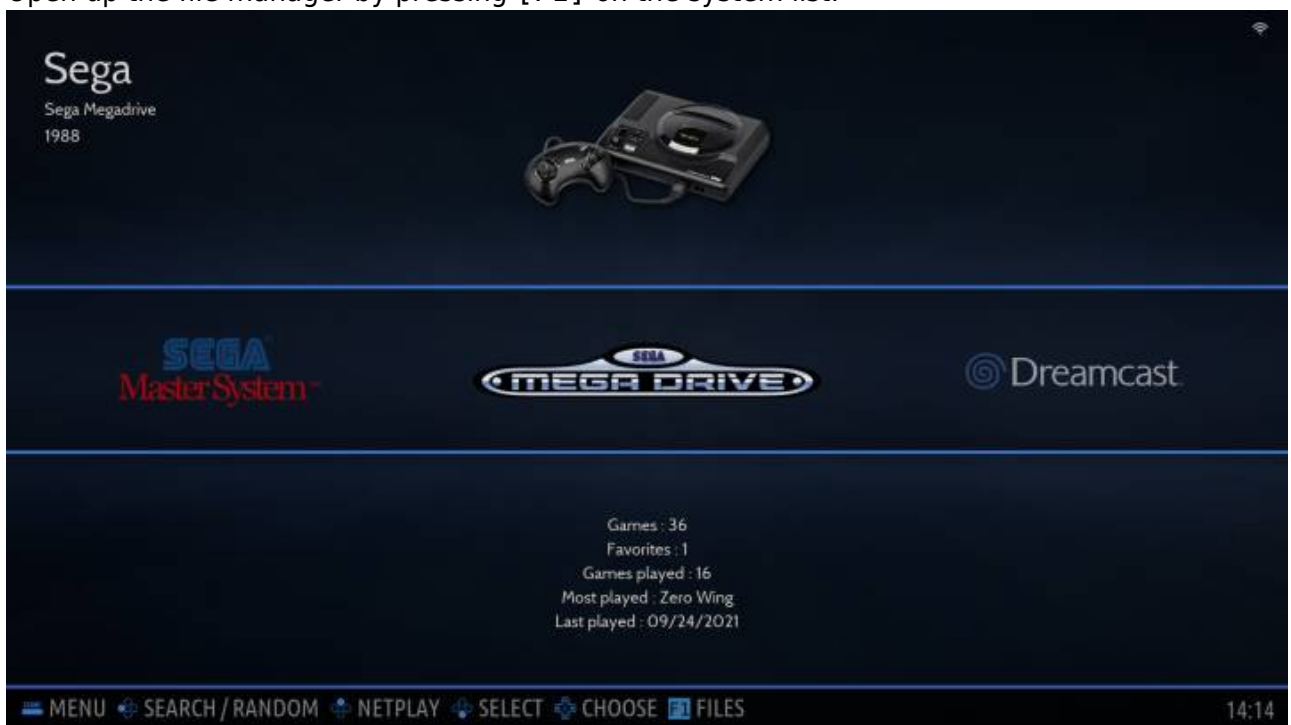 Open up the file manager by pressing [F1] on the system list:
Sega
Sega Megadrive
1988
SEGA
Master System
SEGA
MEGA DRIVE
Dreamcast
Games : 36
Favorites : 1
Games played : 16
Most played : Zero Wing
Last played : 09/24/2021
MENU SEARCH / RANDOM NETPLAY SELECT CHOOSE F1 FILES 14:14